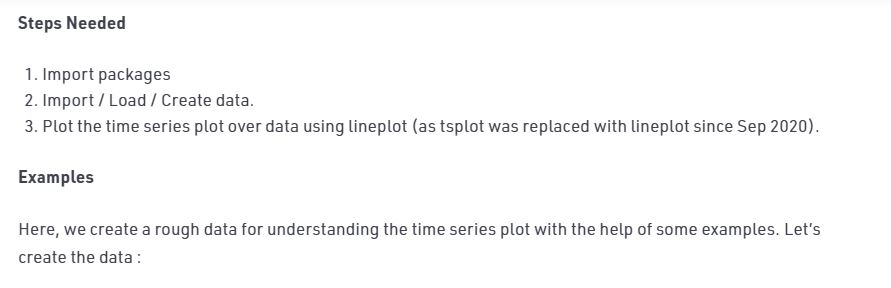 Steps Needed
1. Import packages
2. Import / Load / Create data.
3. Plot the time series plot over data using lineplot (as tsplot was replaced with lineplot since Sep 2020).
Examples
Here, we create a rough data for understanding the time series plot with the help of some examples. Let’s
create the data :